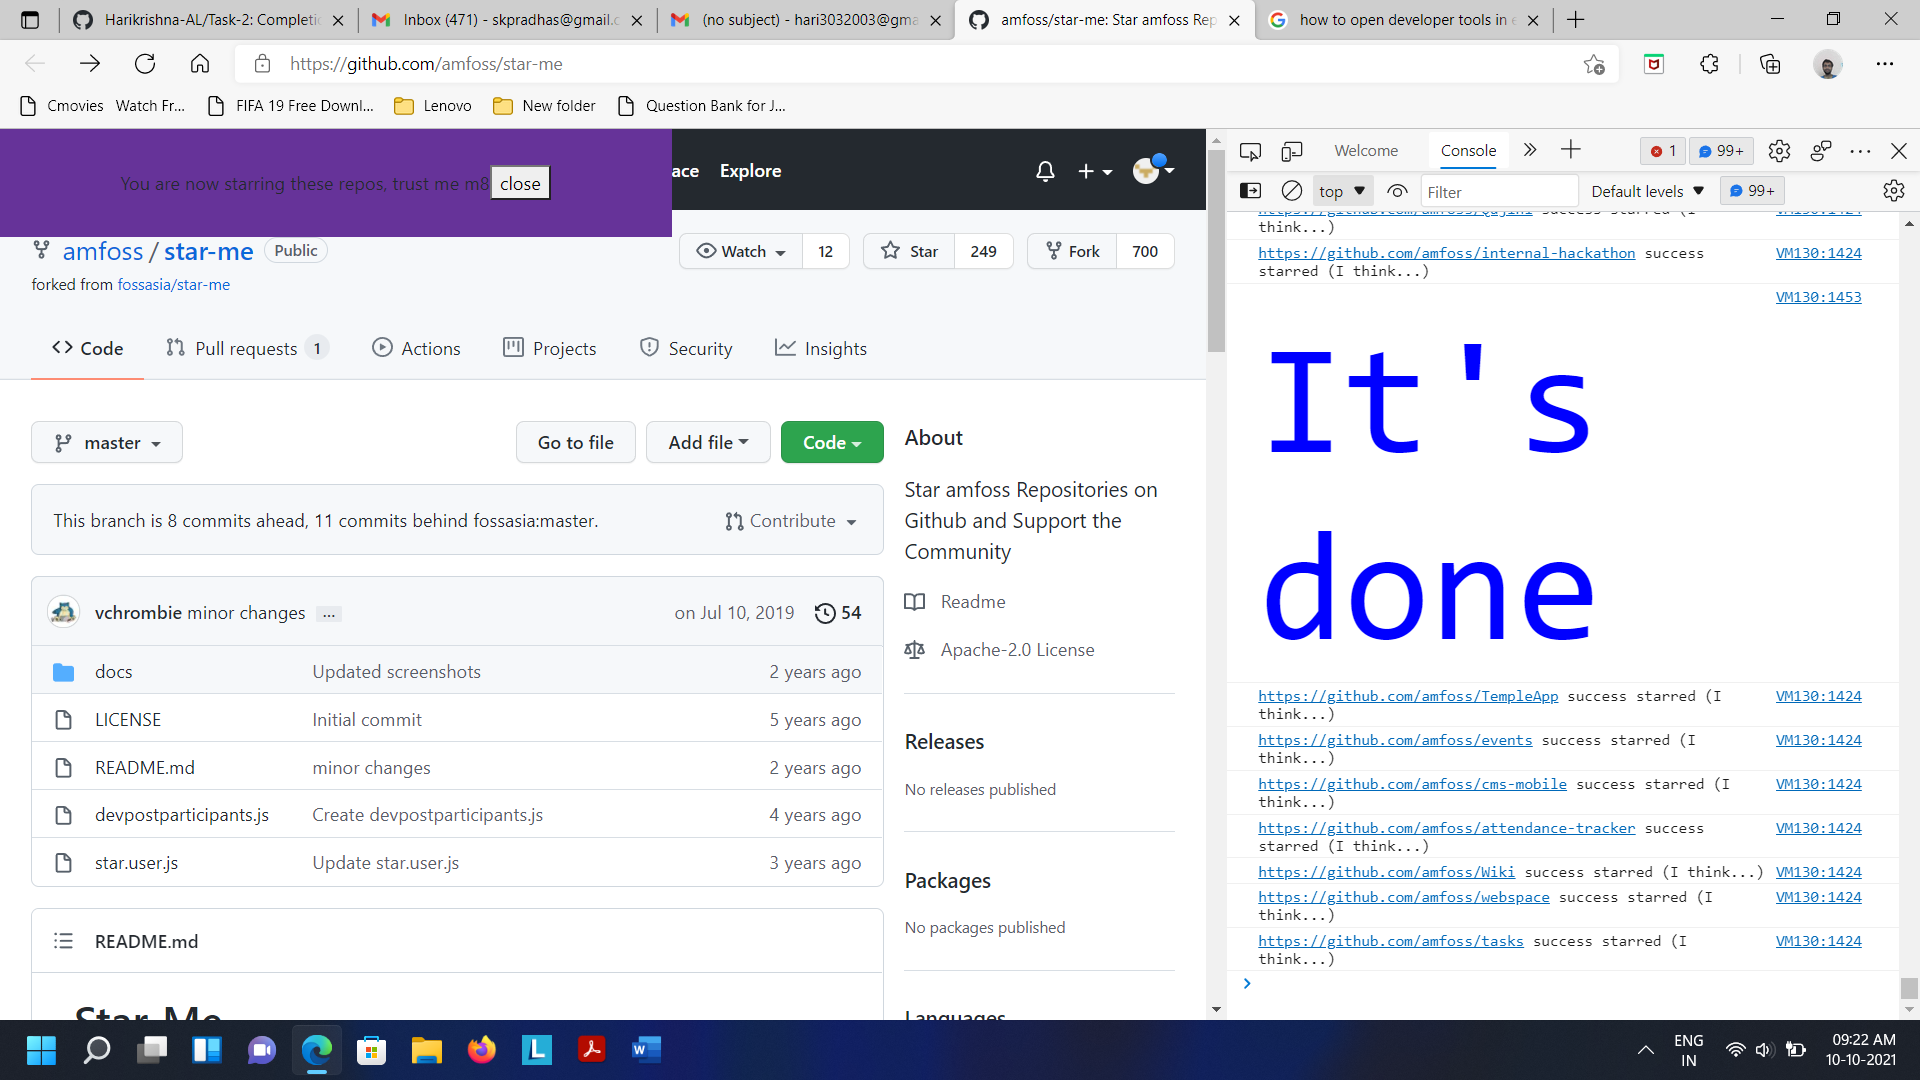 Harikrishna-AL/Task-2: Completi
Inbox (471) - skpradhas@gmail.c
(no subject) - hari3032003@gma
amfoss/star-me: Star amfoss Rep
how to open developer tools in e
https://github.com/amfoss/star-me
Cmovies Watch Fr...
FIFA 19 Free Downl...
Lenovo
New folder
Question Bank for J...
You are now starring these repos, trust me m8
close
ace
Explore
amfoss / star-me
Public
forked from fossasia/star-me
Watch
12
Star
249
Fork
700
Code
Pull requests 1
Actions
Projects
Security
Insights
master
Go to file
Add file
Code
This branch is 8 commits ahead, 11 commits behind fossasia:master.
Contribute
vchrombie minor changes ...
on Jul 10, 2019
54
docs
Updated screenshots
2 years ago
LICENSE
Initial commit
5 years ago
README.md
minor changes
2 years ago
devpostparticipants.js
Create devpostparticipants.js
4 years ago
star.user.js
Update star.user.js
3 years ago
README.md
Star Me
About
Star amfoss Repositories on
Github and Support the
Community
Readme
Apache-2.0 License
Releases
No releases published
Packages
No packages published
Languages
Welcome
Console
1
99+
top
Filter
Default levels
99+
think...)
https://github.com/amfoss/internal-hackathon success
starred (I think...)
VM130:1424
VM130:1453
It's
done
https://github.com/amfoss/TempleApp success starred (I
think...)
VM130:1424
https://github.com/amfoss/events success starred (I
think...)
VM130:1424
https://github.com/amfoss/cms-mobile success starred (I
think...)
VM130:1424
https://github.com/amfoss/attendance-tracker success
starred (I think...)
VM130:1424
https://github.com/amfoss/Wiki success starred (I think...)
VM130:1424
https://github.com/amfoss/webspace success starred (I
think...)
VM130:1424
https://github.com/amfoss/tasks success starred (I
think...)
VM130:1424
ENG
IN
09:22 AM
10-10-2021